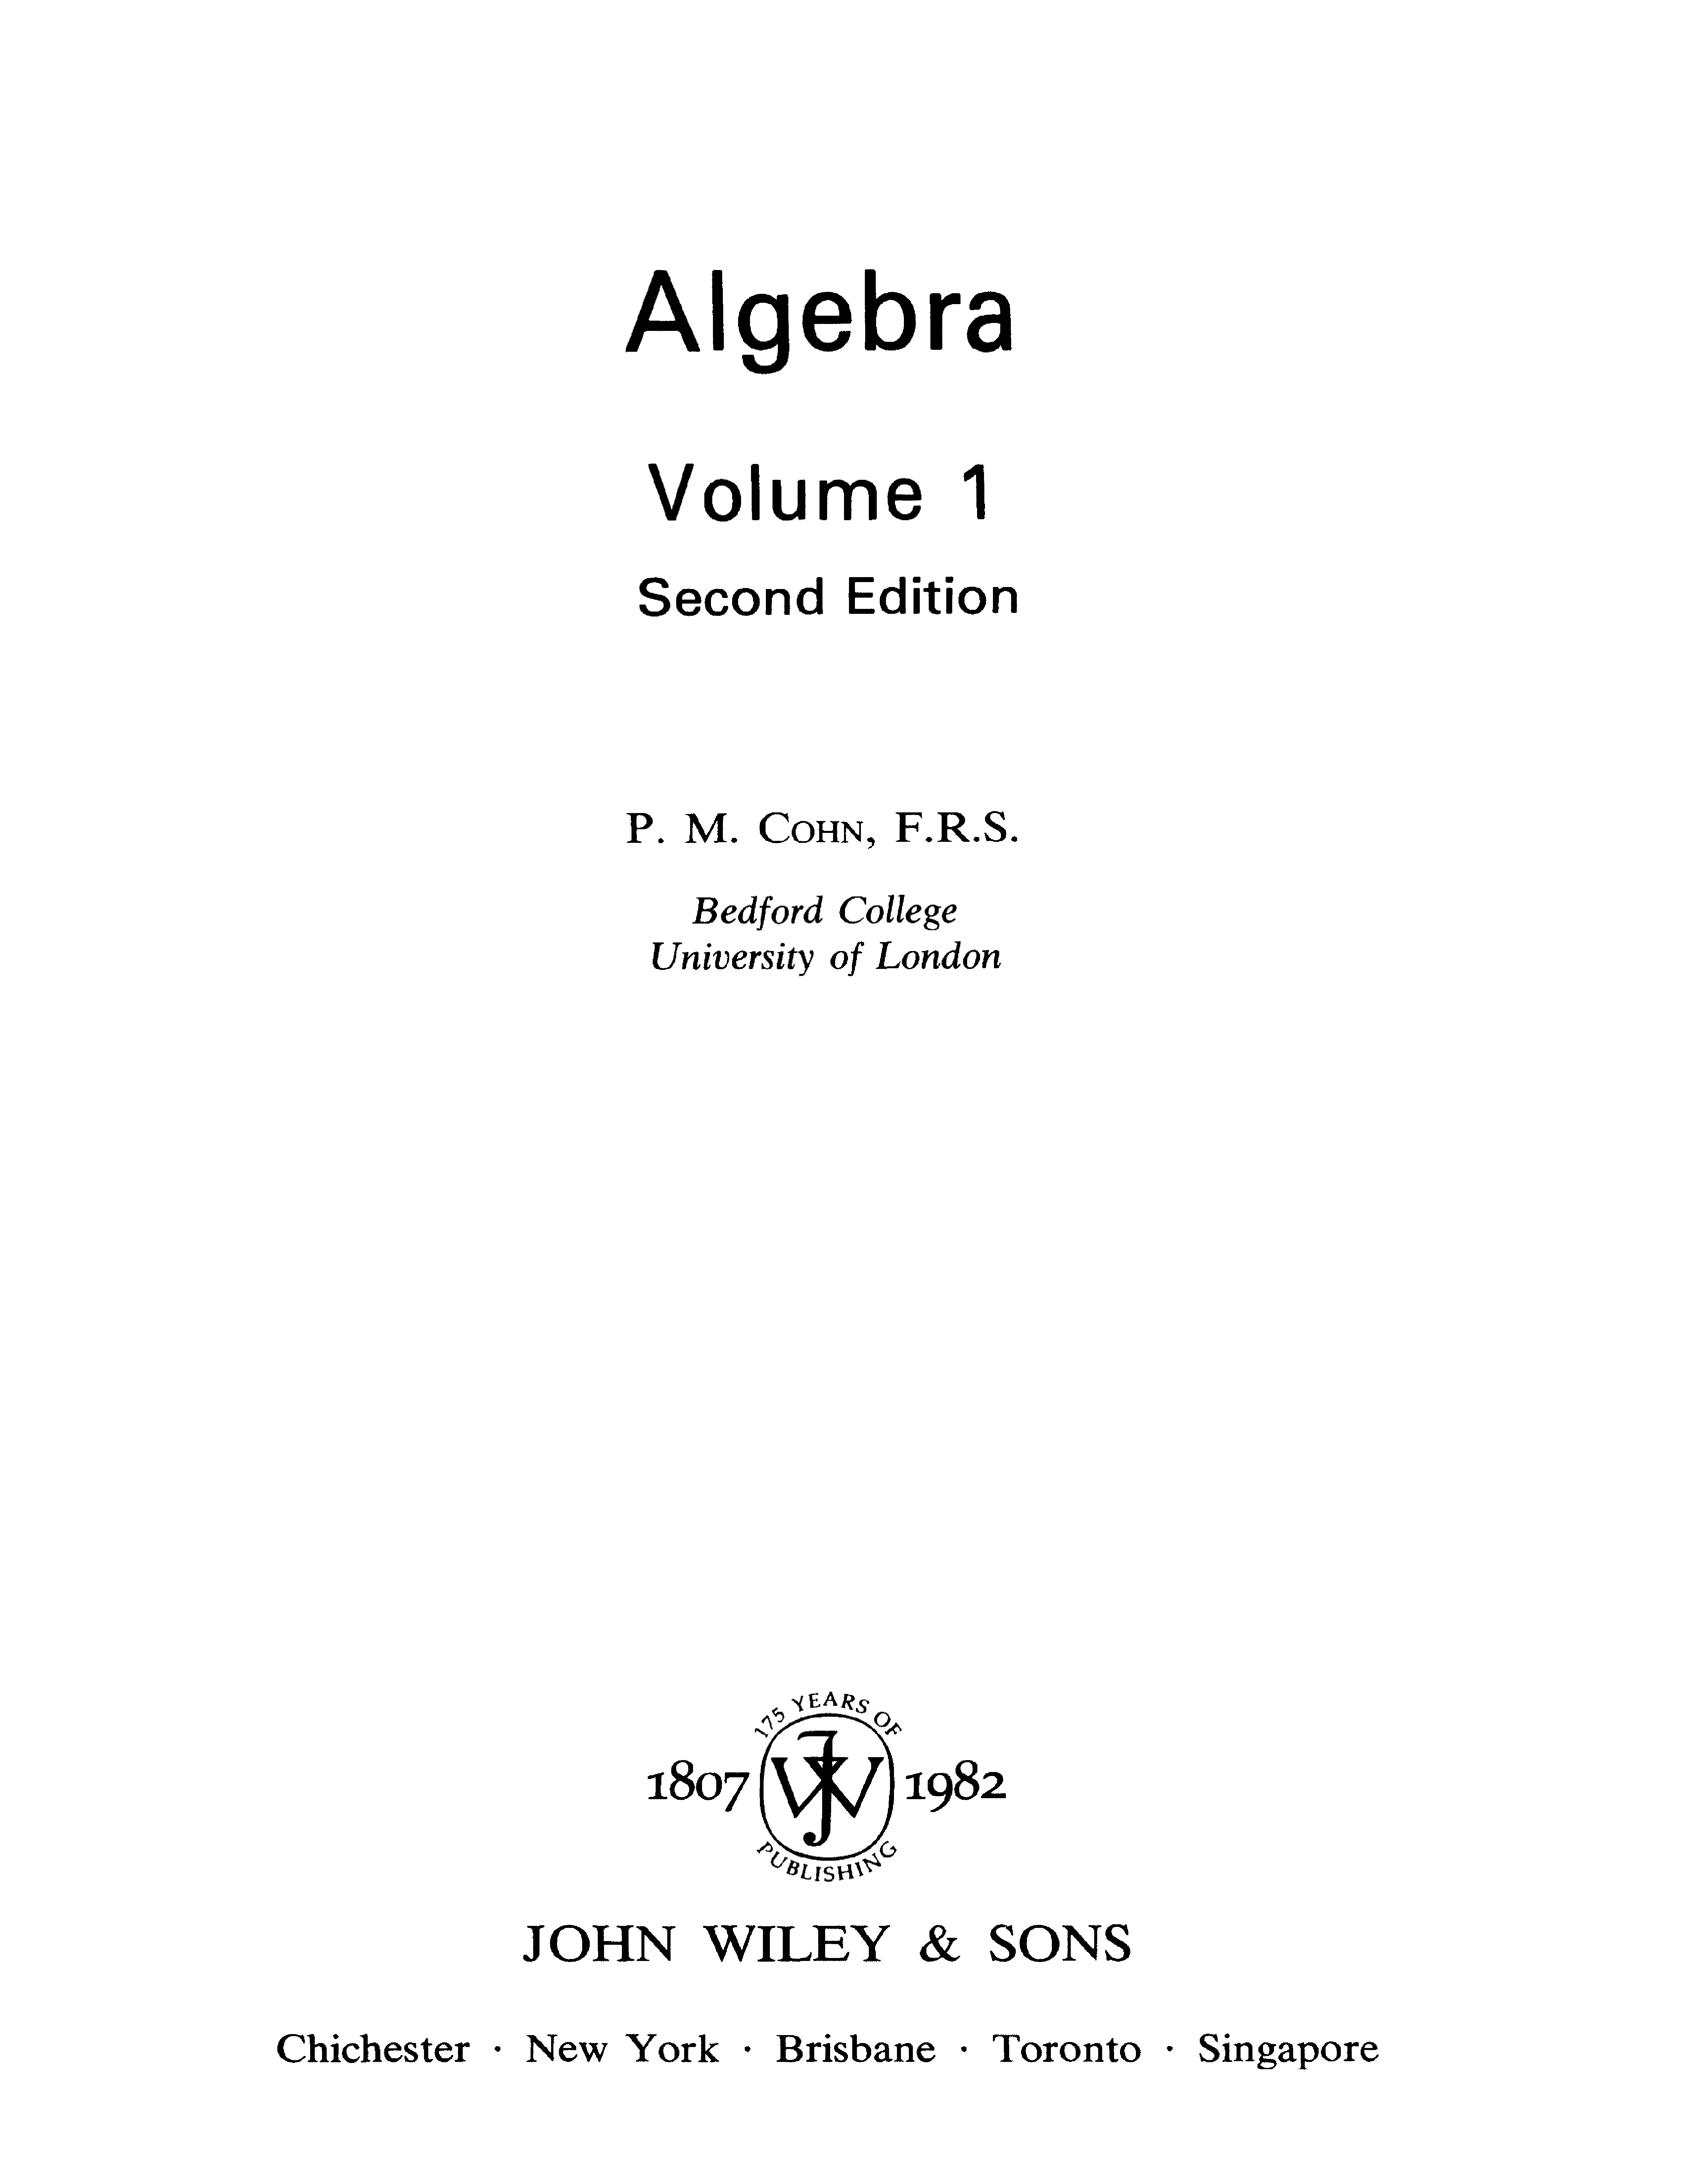 Algebra
Volume 1
Second Edition
P. M. COHN, F.R.S.
Bedford College
University of London
175 YEARS OF
1807 JW 1982
PUBLISHING
JOHN WILEY & SONS
Chichester · New York · Brisbane · Toronto · Singapore